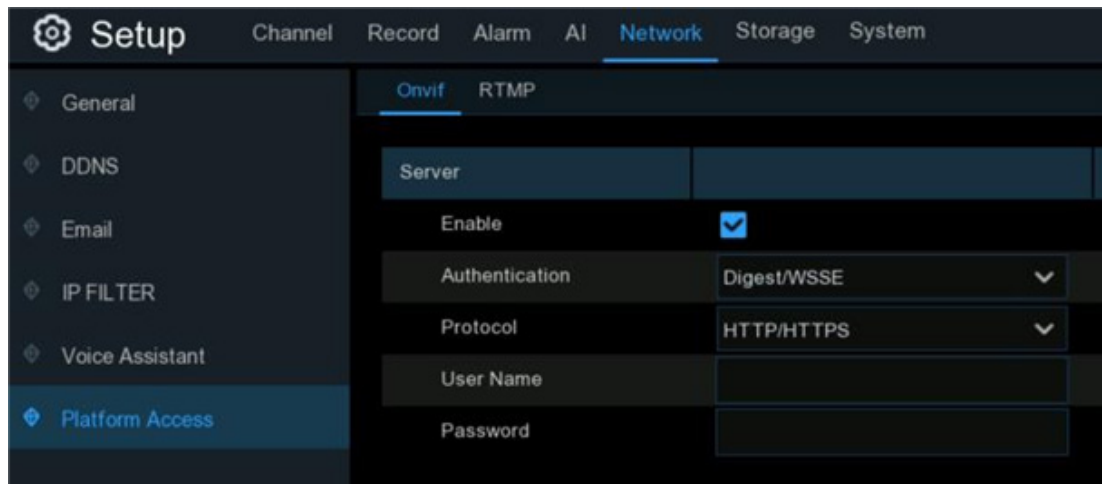 Setup Channel Record Alarm AI Network Storage System
General
Onvif RTMP
DDNS
Server
Email
Enable
IP FILTER
Authentication Digest/WSSE
Protocol HTTP/HTTPS
Voice Assistant
User Name
Platform Access
Password